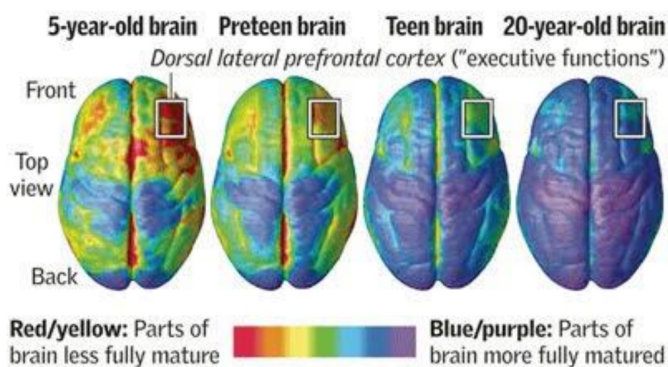 5-year-old brain Preteen brain Teen brain 20-year-old brain
Dorsal lateral prefrontal cortex ("executive functions")
Front
Top
view
Back
Red/yellow: Parts of
brain less fully mature
Blue/purple: Parts of
brain more fully matured